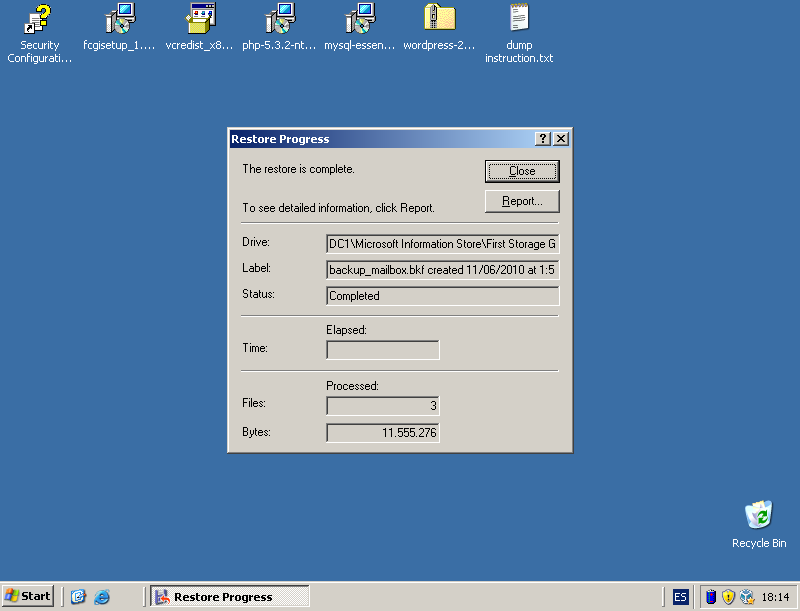 Security
Configurati...
fcgisetup_1....
vcredist_x8...
php-5.3.2-nt...
mysql-essen...
wordpress-2...
dump
instruction.txt
Restore Progress
The restore is complete.
Close
To see detailed information, click Report.
Report...
Drive:
DC1\Microsoft Information Store\First Storage G
Label:
backup_mailbox.bkf created 11/06/2010 at 1:5
Status:
Completed
Elapsed:
Time:
Processed:
Files:
3
Bytes:
11.555.276
Recycle Bin
Start
Restore Progress
ES
18:14